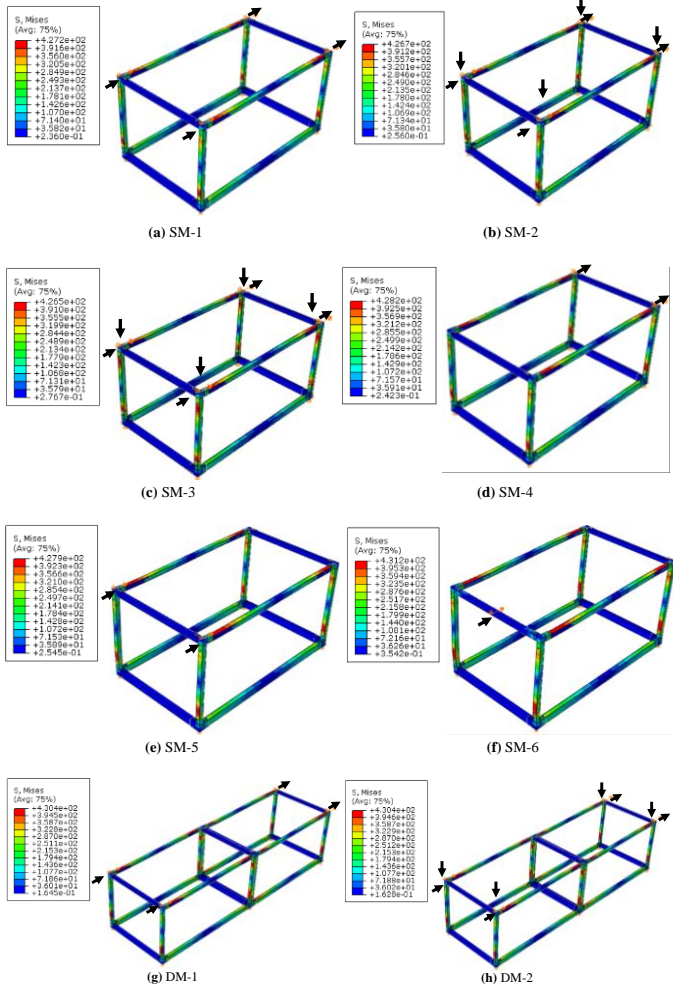 S, Mises
(Avg: 75%)
+4.272e+02
+3.916e+02
+3.560e+02
+3.205e+02
+2.849e+02
+2.493e+02
+2.137e+02
+1.781e+02
+1.426e+02
+1.070e+02
+7.140e+01
+3.582e+01
+2.360e-01
(a) SM-1
S, Mises
(Avg: 75%)
+4.267e+02
+3.912e+02
+3.557e+02
+3.201e+02
+2.846e+02
+2.490e+02
+2.135e+02
+1.780e+02
+1.424e+02
+1.069e+02
+7.134e+01
+3.580e+01
+2.560e-01
(b) SM-2
S, Mises
(Avg: 75%)
+4.265e+02
+3.910e+02
+3.555e+02
+3.199e+02
+2.844e+02
+2.489e+02
+2.134e+02
+1.779e+02
+1.423e+02
+1.068e+02
+7.131e+01
+3.579e+01
+2.767e-01
(c) SM-3
S, Mises
(Avg: 75%)
+4.282e+02
+3.925e+02
+3.569e+02
+3.212e+02
+2.855e+02
+2.499e+02
+2.142e+02
+1.786e+02
+1.429e+02
+1.072e+02
+7.157e+01
+3.591e+01
+2.423e-01
(d) SM-4
S, Mises
(Avg: 75%)
+4.279e+02
+3.923e+02
+3.566e+02
+3.210e+02
+2.854e+02
+2.497e+02
+2.141e+02
+1.784e+02
+1.428e+02
+1.072e+02
+7.153e+01
+3.589e+01
+2.545e-01
(e) SM-5
S, Mises
(Avg: 75%)
+4.312e+02
+3.953e+02
+3.594e+02
+3.235e+02
+2.876e+02
+2.517e+02
+2.158e+02
+1.799e+02
+1.440e+02
+1.081e+02
+7.216e+01
+3.626e+01
+3.542e-01
(f) SM-6
S, Mises
(Avg: 75%)
+4.304e+02
+3.945e+02
+3.587e+02
+3.228e+02
+2.870e+02
+2.511e+02
+2.153e+02
+1.794e+02
+1.436e+02
+1.077e+02
+7.186e+01
+3.601e+01
+1.645e-01
(g) DM-1
S, Mises
(Avg: 75%)
+4.304e+02
+3.946e+02
+3.587e+02
+3.229e+02
+2.870e+02
+2.512e+02
+2.153e+02
+1.794e+02
+1.436e+02
+1.077e+02
+7.188e+01
+3.602e+01
+1.628e-01
(h) DM-2